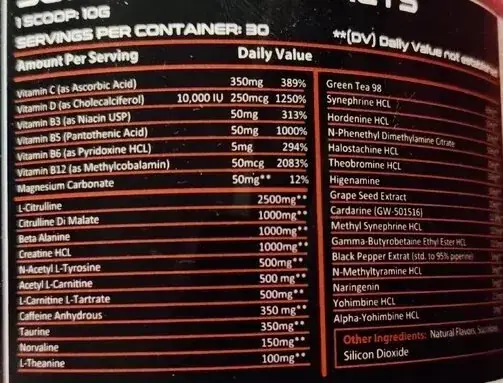 1 SCOOP: 10G
SERVINGS PER CONTAINER: 30
Amount Per Serving Daily Value
Vitamin C (as Ascorbic Acid) 350mg 389%
Vitamin D (as Cholecalciferol) 10,000 IU 250mcg 1250%
Vitamin B3 (as Niacin USP) 50mg 313%
Vitamin B5 (Pantothenic Acid) 50mg 1000%
Vitamin B6 (as Pyridoxine HCL) 5mg 294%
Vitamin B12 (as Methylcobalamin) 50mcg 2083%
Magnesium Carbonate 50mg** 12%
L-Citrulline 2500mg**
Citrulline Di Malate 1000mg**
Beta Alanine 1000mg**
Creatine HCL 1000mg**
N-Acetyl L-Tyrosine 500mg**
Acetyl L-Carnitine 500 mg**
L-Carnitine L-Tartrate 500mg**
Caffeine Anhydrous 350 mg**
Taurine 350mg**
Norvaline 150mg**
L-Theanine 100mg**
**(DV) Daily Value not
Green Tea 98
Synephrine HCL
Hordenine HCL
N-Phenethyl Dimethylamine Citrate
Halostachine HCL
Theobromine HCL
Higenamine
Grape Seed Extract
Cardarine (GW-501516)
Methyl Synephrine HCL
Gamma-Butyrobetaine Ethyl Ester HCL
Black Pepper Extrat (std. to 95% piperine)
N-Methyltyramine HCL
Naringenin
Yohimbine HCL
Alpha-Yohimbine HCL
Other Ingredients: Natural Flavors,
Silicon Dioxide